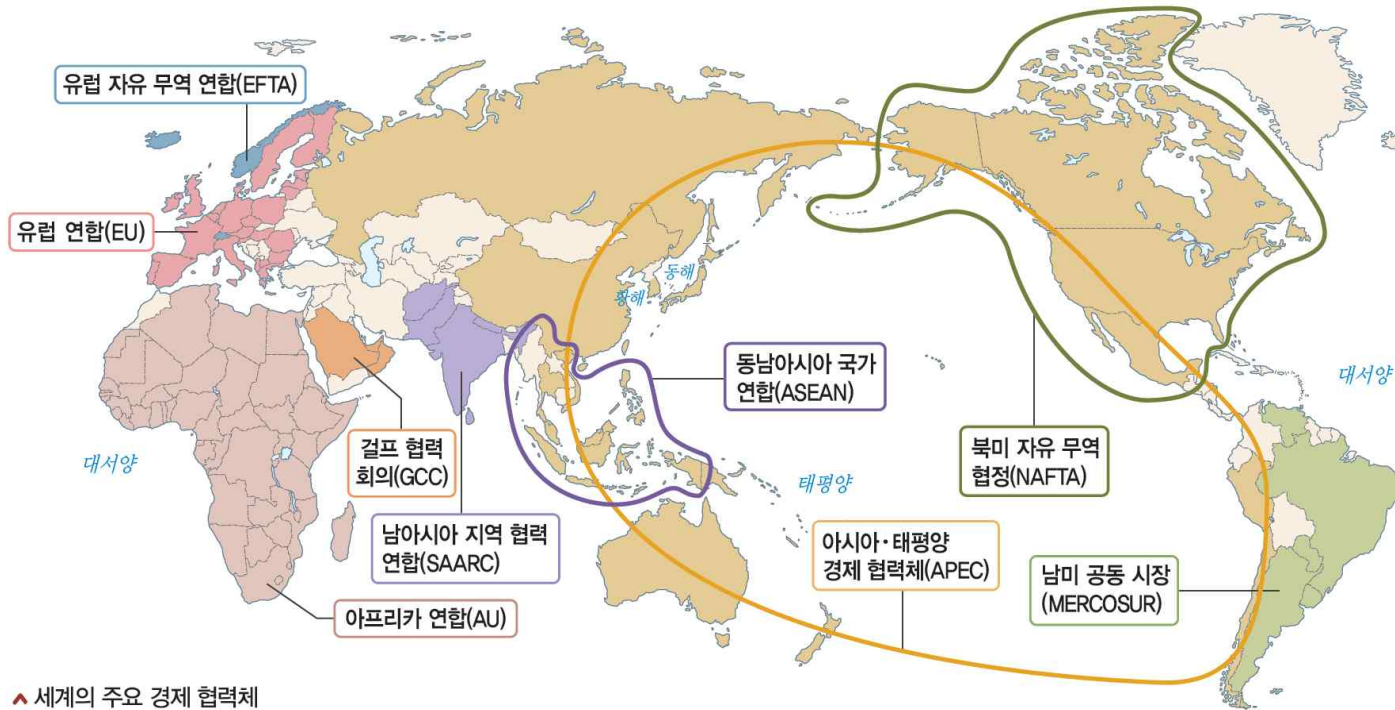 유럽 자유 무역 연합(EFTA)
유럽 연합(EU)
동해
황해
동남아시아 국가
연합(ASEAN)
대서양
걸프 협력
회의(GCC)
북미 자유 무역
협정(NAFTA)
대서양
태평양
남아시아 지역 협력
연합(SAARC)
아시아·태평양
경제 협력체(APEC)
남미 공동 시장
(MERCOSUR)
아프리카 연합(AU)
세계의 주요 경제 협력체